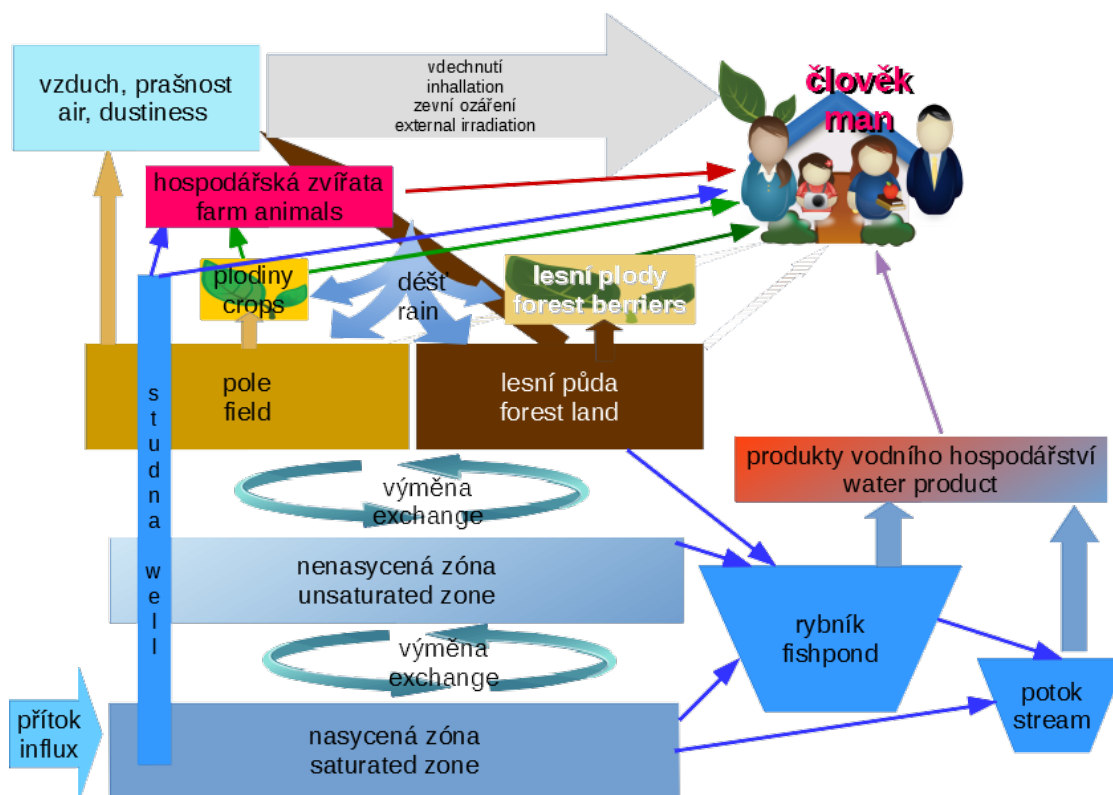 vzduch, prašnost
air, dustiness
vdechnutí
inhallation
zevní ozáření
external irradiation
člověk
man
hospodářská zvířata
farm animals
plodiny
crops
déšť
rain
lesní plody
forest berriers
pole
field
lesní půda
forest land
studna well
produkty vodního hospodářství
water product
výměna
exchange
nenasycená zóna
unsaturated zone
rybník
fishpond
výměna
exchange
potok
stream
přítok
influx
nasycená zóna
saturated zone